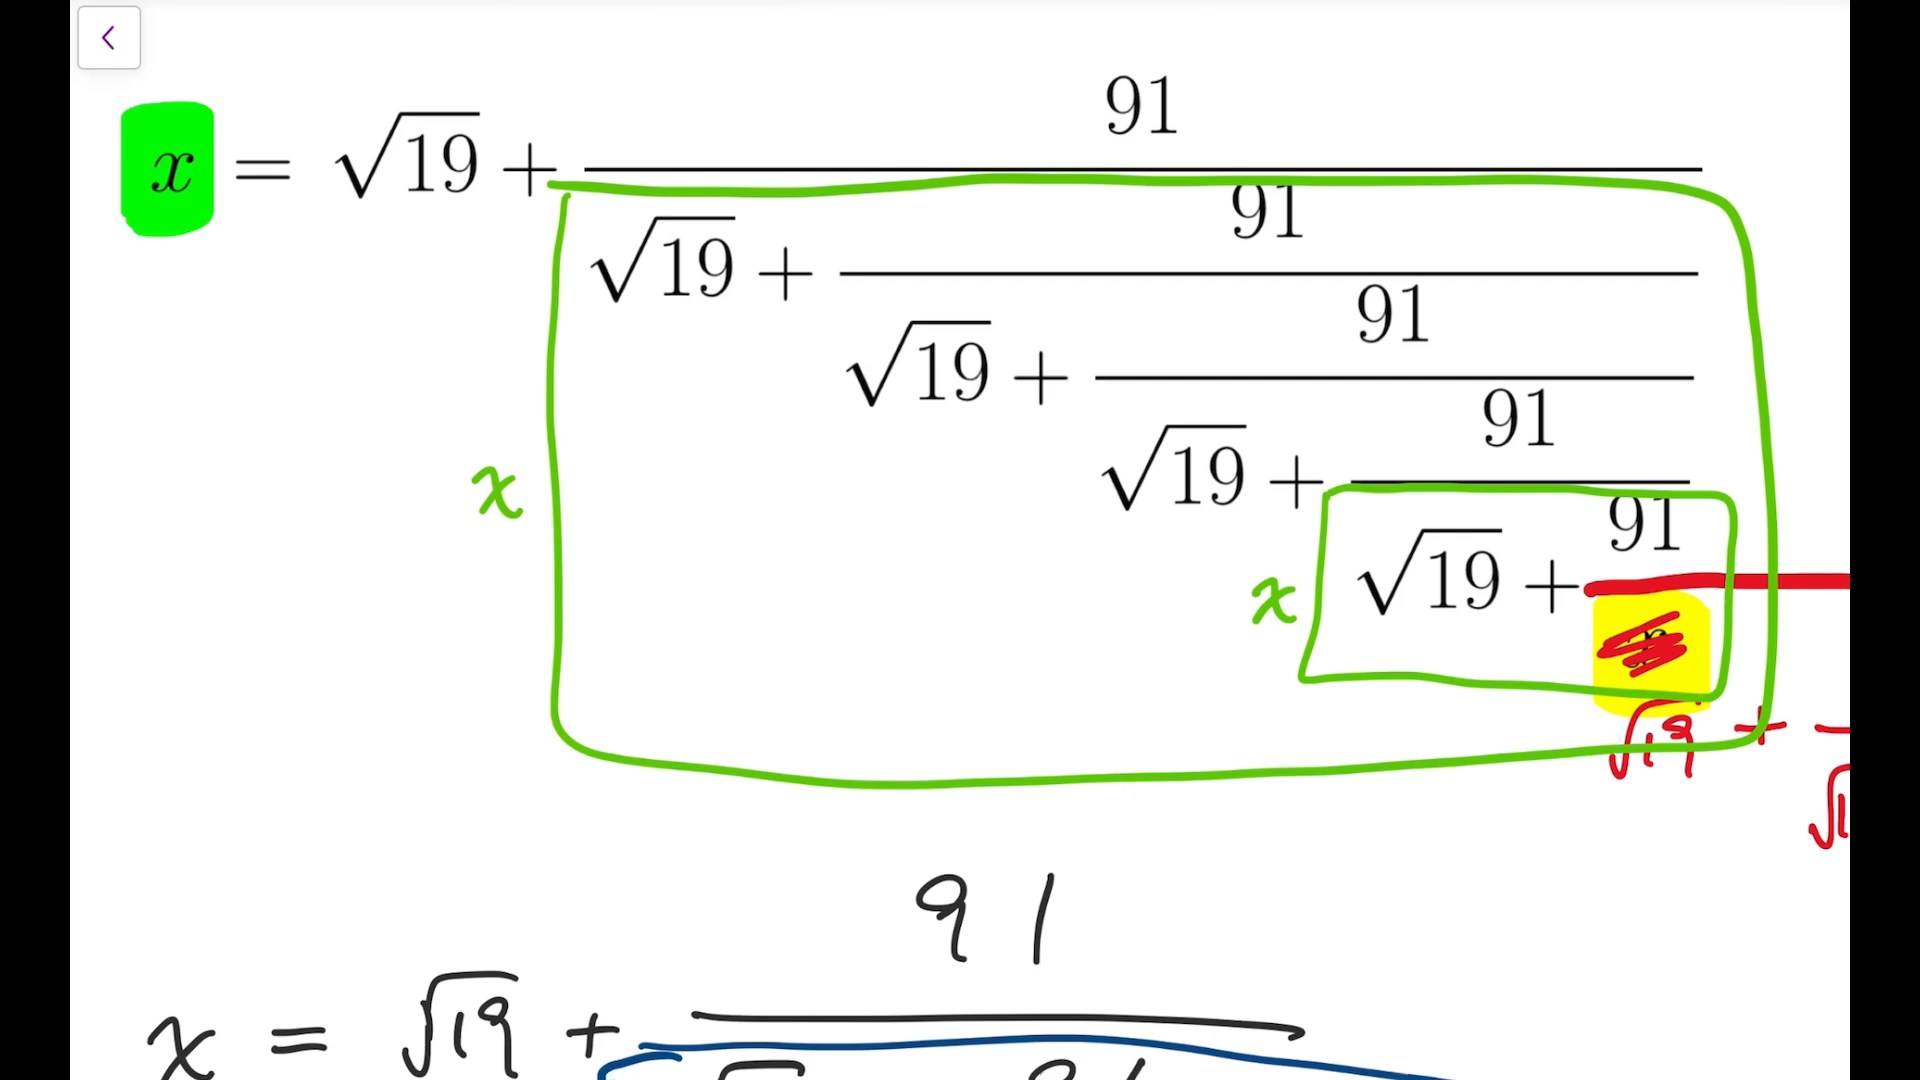 x = √19 + 91
√19 + 91
√19 + 91
√19 + 91
x
x √19 + 91
√19 +
91
x = √19 +